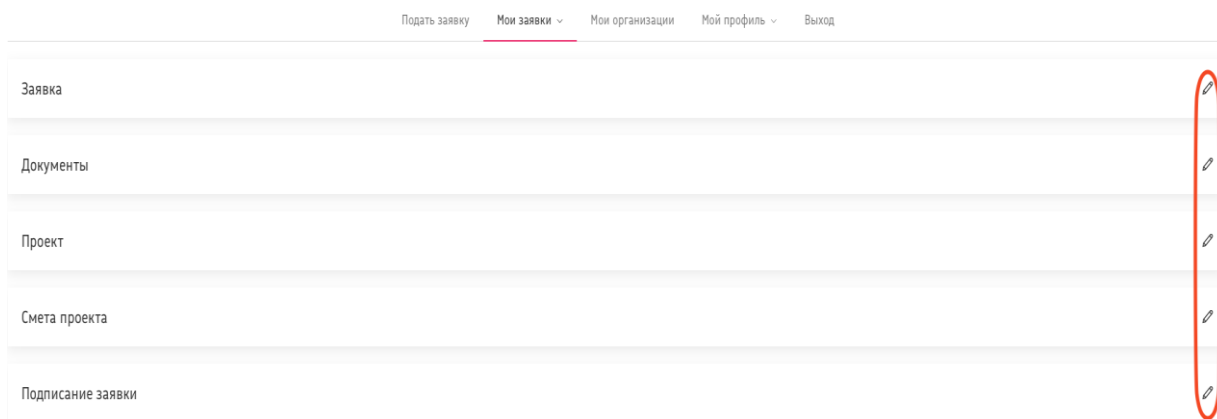 Подать заявку Мои заявки Мои организации Мой профиль Выход
Заявка
Документы
Проект
Смета проекта
Подписание заявки